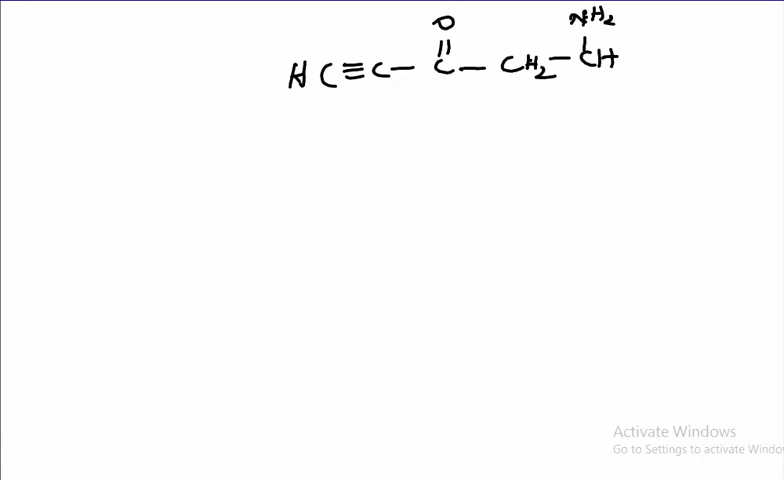 O NH2
HC≡C–C–CH2–CH
Activate Windows
Go to Settings to activate Windo